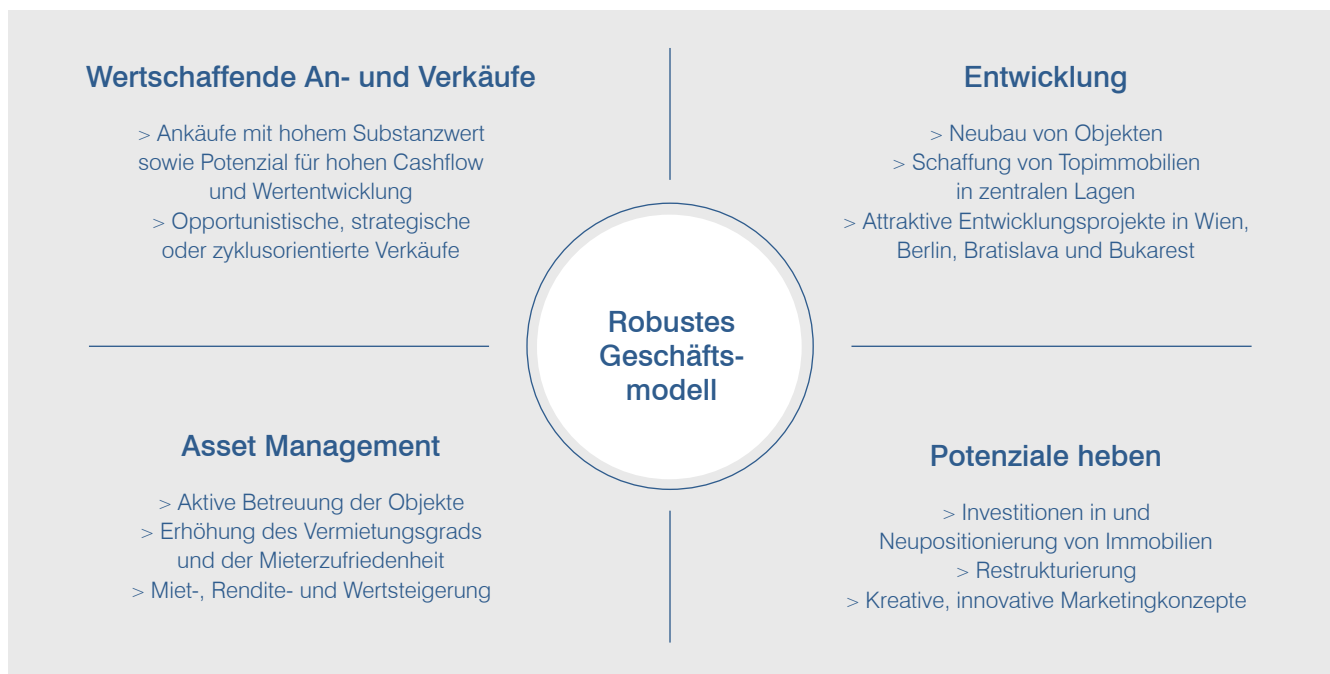 Wertschaffende An- und Verkäufe
> Ankäufe mit hohem Substanzwert
sowie Potenzial für hohen Cashflow
und Wertentwicklung
> Opportunistische, strategische
oder zyklusorientierte Verkäufe
Entwicklung
> Neubau von Objekten
> Schaffung von Topimmobilien
in zentralen Lagen
> Attraktive Entwicklungsprojekte in Wien,
Berlin, Bratislava und Bukarest
Robustes
Geschäfts-
modell
Asset Management
> Aktive Betreuung der Objekte
> Erhöhung des Vermietungsgrads
und der Mieterzufriedenheit
> Miet-, Rendite- und Wertsteigerung
Potenziale heben
> Investitionen in und
Neupositionierung von Immobilien
> Restrukturierung
> Kreative, innovative Marketingkonzepte